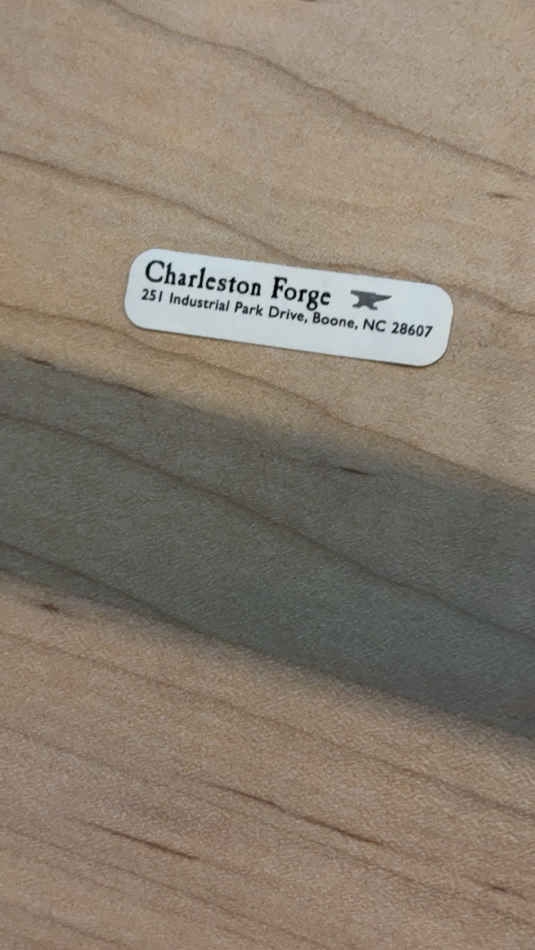 Charleston Forge
251 Industrial Park Drive, Boone, NC 28607